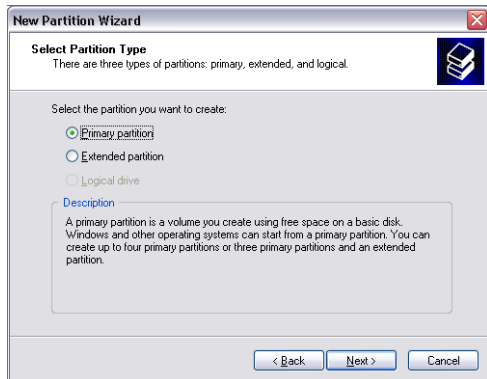 New Partition Wizard
Select Partition Type
There are three types of partitions: primary, extended, and logical.
Select the partition you want to create:
Primary partition
Extended partition
Logical drive
Description
A primary partition is a volume you create using free space on a basic disk.
Windows and other operating systems can start from a primary partition. You can
create up to four primary partitions or three primary partitions and an extended
partition.
< Back Next > Cancel